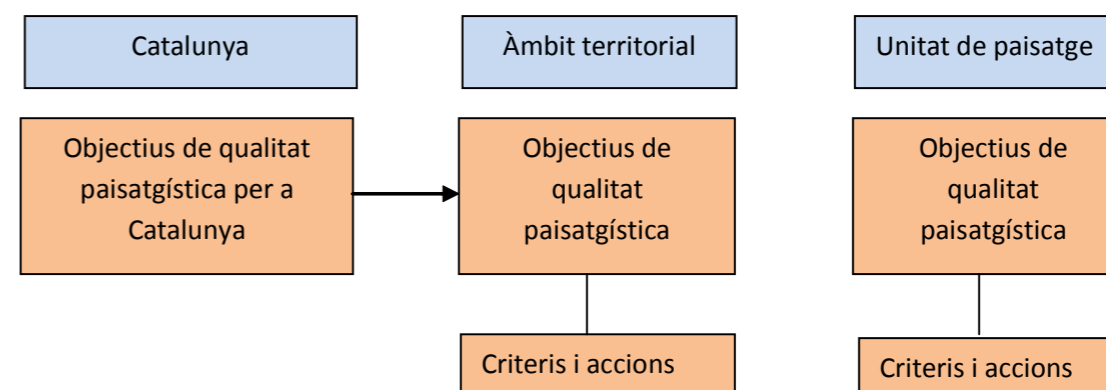 Catalunya
Àmbit territorial
Unitat de paisatge
Objectius de qualitat
paisatgística per a
Catalunya
Objectius de
qualitat
paisatgística
Objectius de
qualitat
paisatgística
Criteris i accions
Criteris i accions